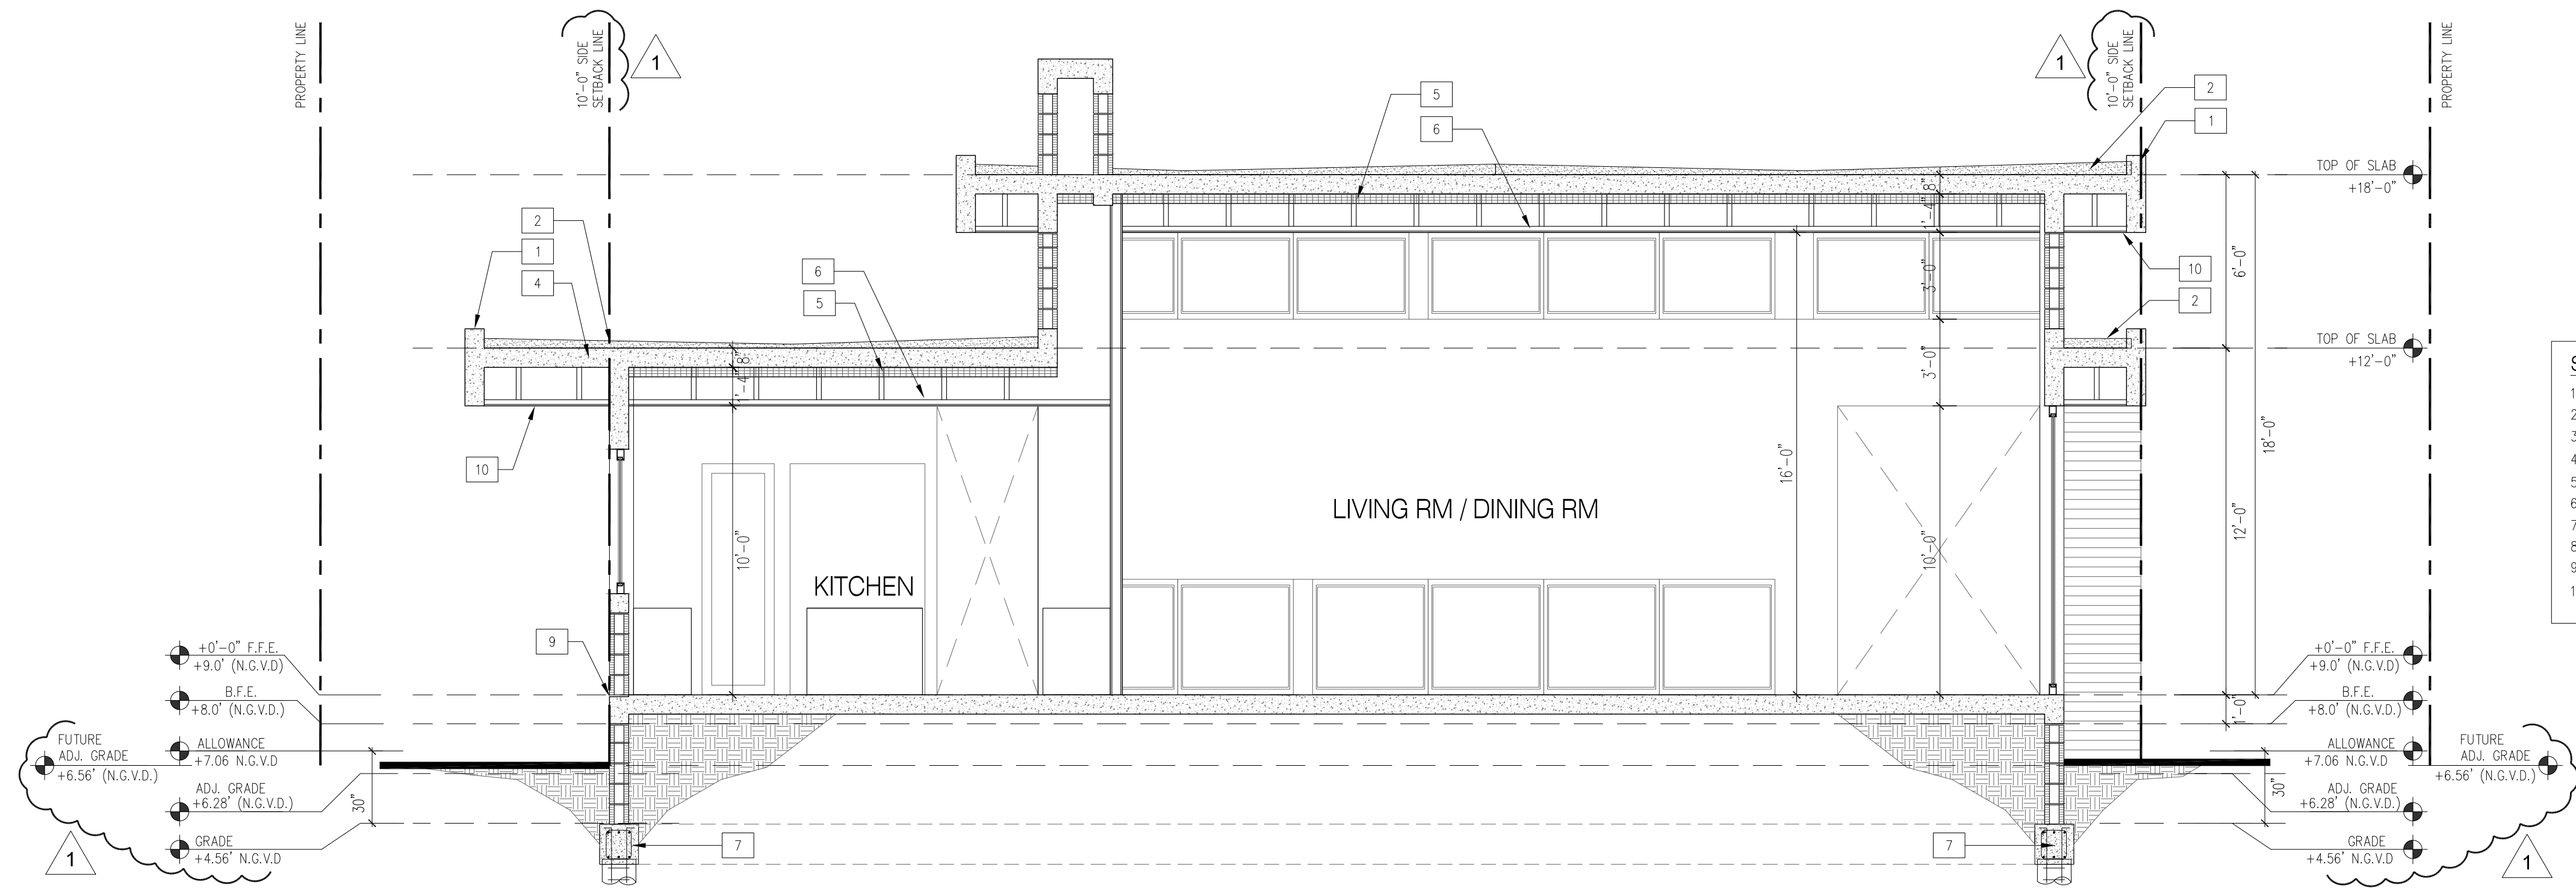 PROPERTY LINE
10'-0" SIDE
SETBACK LINE
1
1
10'-0" SIDE
SETBACK LINE
PROPERTY LINE
5
6
2
1
TOP OF SLAB
+18'-0"
2
1
4
6
5
10
1'-4"
8"
1'-4"
8"
3'-0"
3'-0"
10'-0"
16'-0"
10'-0"
10
2
6'-0"
12'-0"
18'-0"
1'-0"
TOP OF SLAB
+12'-0"
LIVING RM / DINING RM
KITCHEN
9
+0'-0" F.F.E.
+9.0' (N.G.V.D)
B.F.E.
+8.0' (N.G.V.D.)
ALLOWANCE
+7.06 N.G.V.D
FUTURE
ADJ. GRADE
+6.56' (N.G.V.D.)
ADJ. GRADE
+6.28' (N.G.V.D.)
30"
GRADE
+4.56' N.G.V.D
1
7
7
+0'-0" F.F.E.
+9.0' (N.G.V.D)
B.F.E.
+8.0' (N.G.V.D.)
ALLOWANCE
+7.06 N.G.V.D
FUTURE
ADJ. GRADE
+6.56' (N.G.V.D.)
ADJ. GRADE
+6.28' (N.G.V.D.)
30"
GRADE
+4.56' N.G.V.D
1